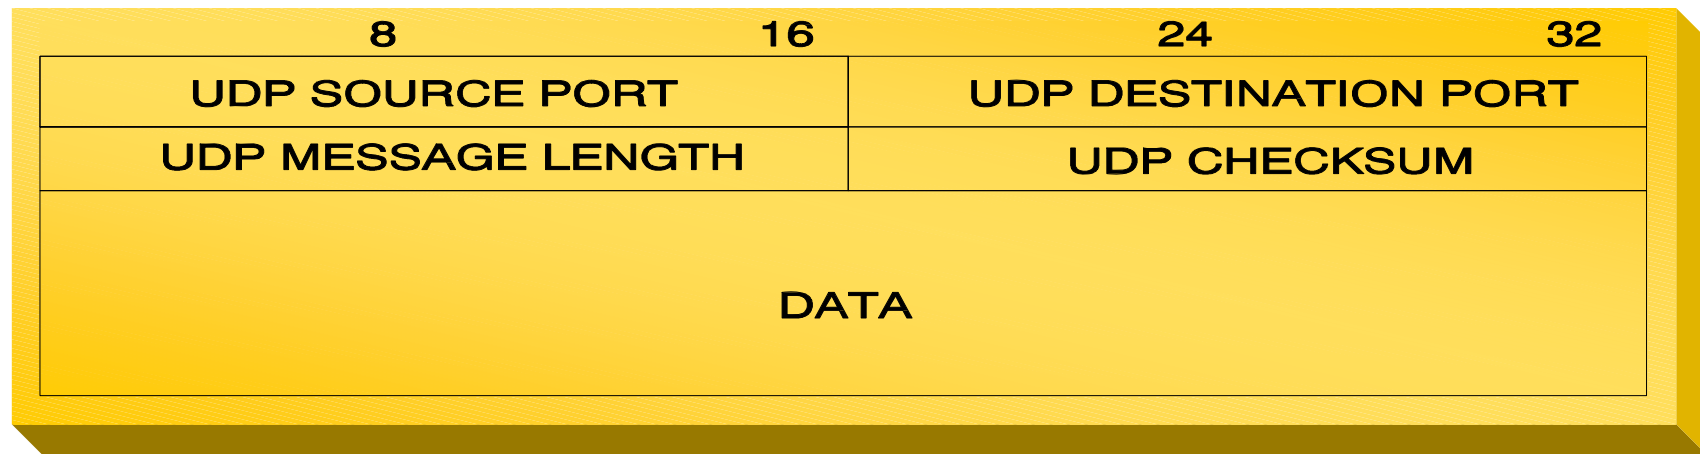 8 16 24 32
UDP SOURCE PORT UDP DESTINATION PORT
UDP MESSAGE LENGTH UDP CHECKSUM
DATA